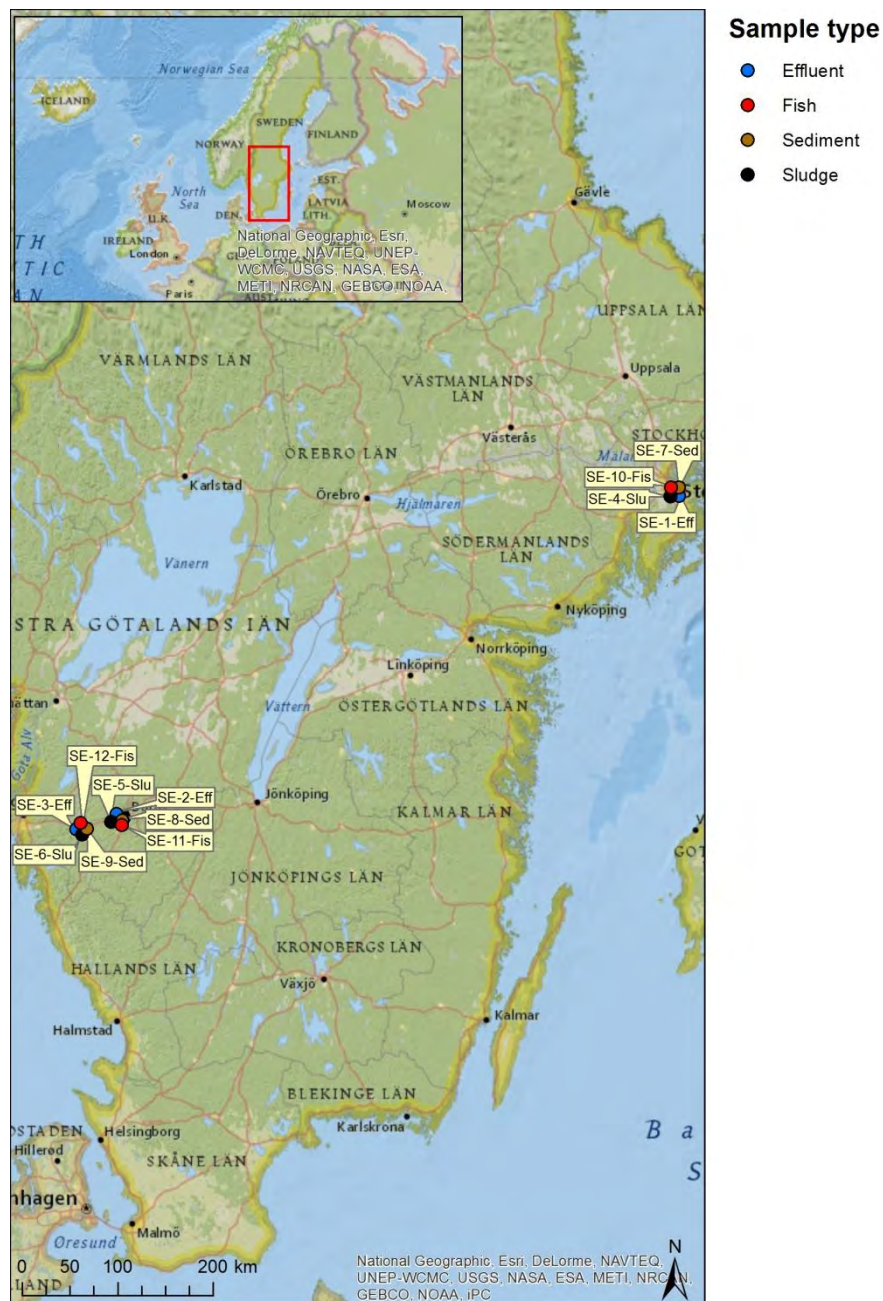 Sample type
Effluent
Fish
Sediment
Sludge
Norwegian Sea
ICELAND
SWEDEN
NORWAY
FINLAND
North
Sea
EST.
LATVIA
LITH.
DEN.
U.K.
IRELAND
London
Moscow
Paris
National Geographic, Esri,
DeLorme, NAVTEQ, UNEP-
WCMC, USGS, NASA, ESA,
METI, NRCAN, GEBCO, NOAA,
Gävle
UPPSALA LÄN
Uppsala
VÄRMLANDS LÄN
VÄSTMANLANDS
LÄN
Västerås
STOCKHO
SE-7-Sed
SE-10-Fis
SE-4-Slu
SE-1-Eff
ÖREBRO LÄN
Karlstad
Örebro
Hjälmaren
SÖDERMANLANDS
LÄN
Vänern
Nyköping
STRA GÖTALANDS LÄN
Norrköping
Linköping
ättan
Vättern
ÖSTERGÖTLANDS LÄN
Gota Alv
SE-12-Fis
SE-5-Slu
SE-3-Eff
SE-2-Eff
SE-8-Sed
SE-11-Fis
SE-6-Slu
SE-9-Sed
Jönköping
KALMAR LÄN
JÖNKÖPINGS LÄN
KRONOBERGS LÄN
HALLANDS LÄN
Växjö
Halmstad
Kalmar
BLEKINGE LÄN
Karlskrona
Helsingborg
DSTADEN
Hillerød
SKÅNE LÄN
nhagen
Malmö
Øresund
LLAND
B a
S
0 50 100 200 km
National Geographic, Esri, DeLorme, NAVTEQ,
UNEP-WCMC, USGS, NASA, ESA, METI, NRCAN,
GEBCO, NOAA, iPC
N